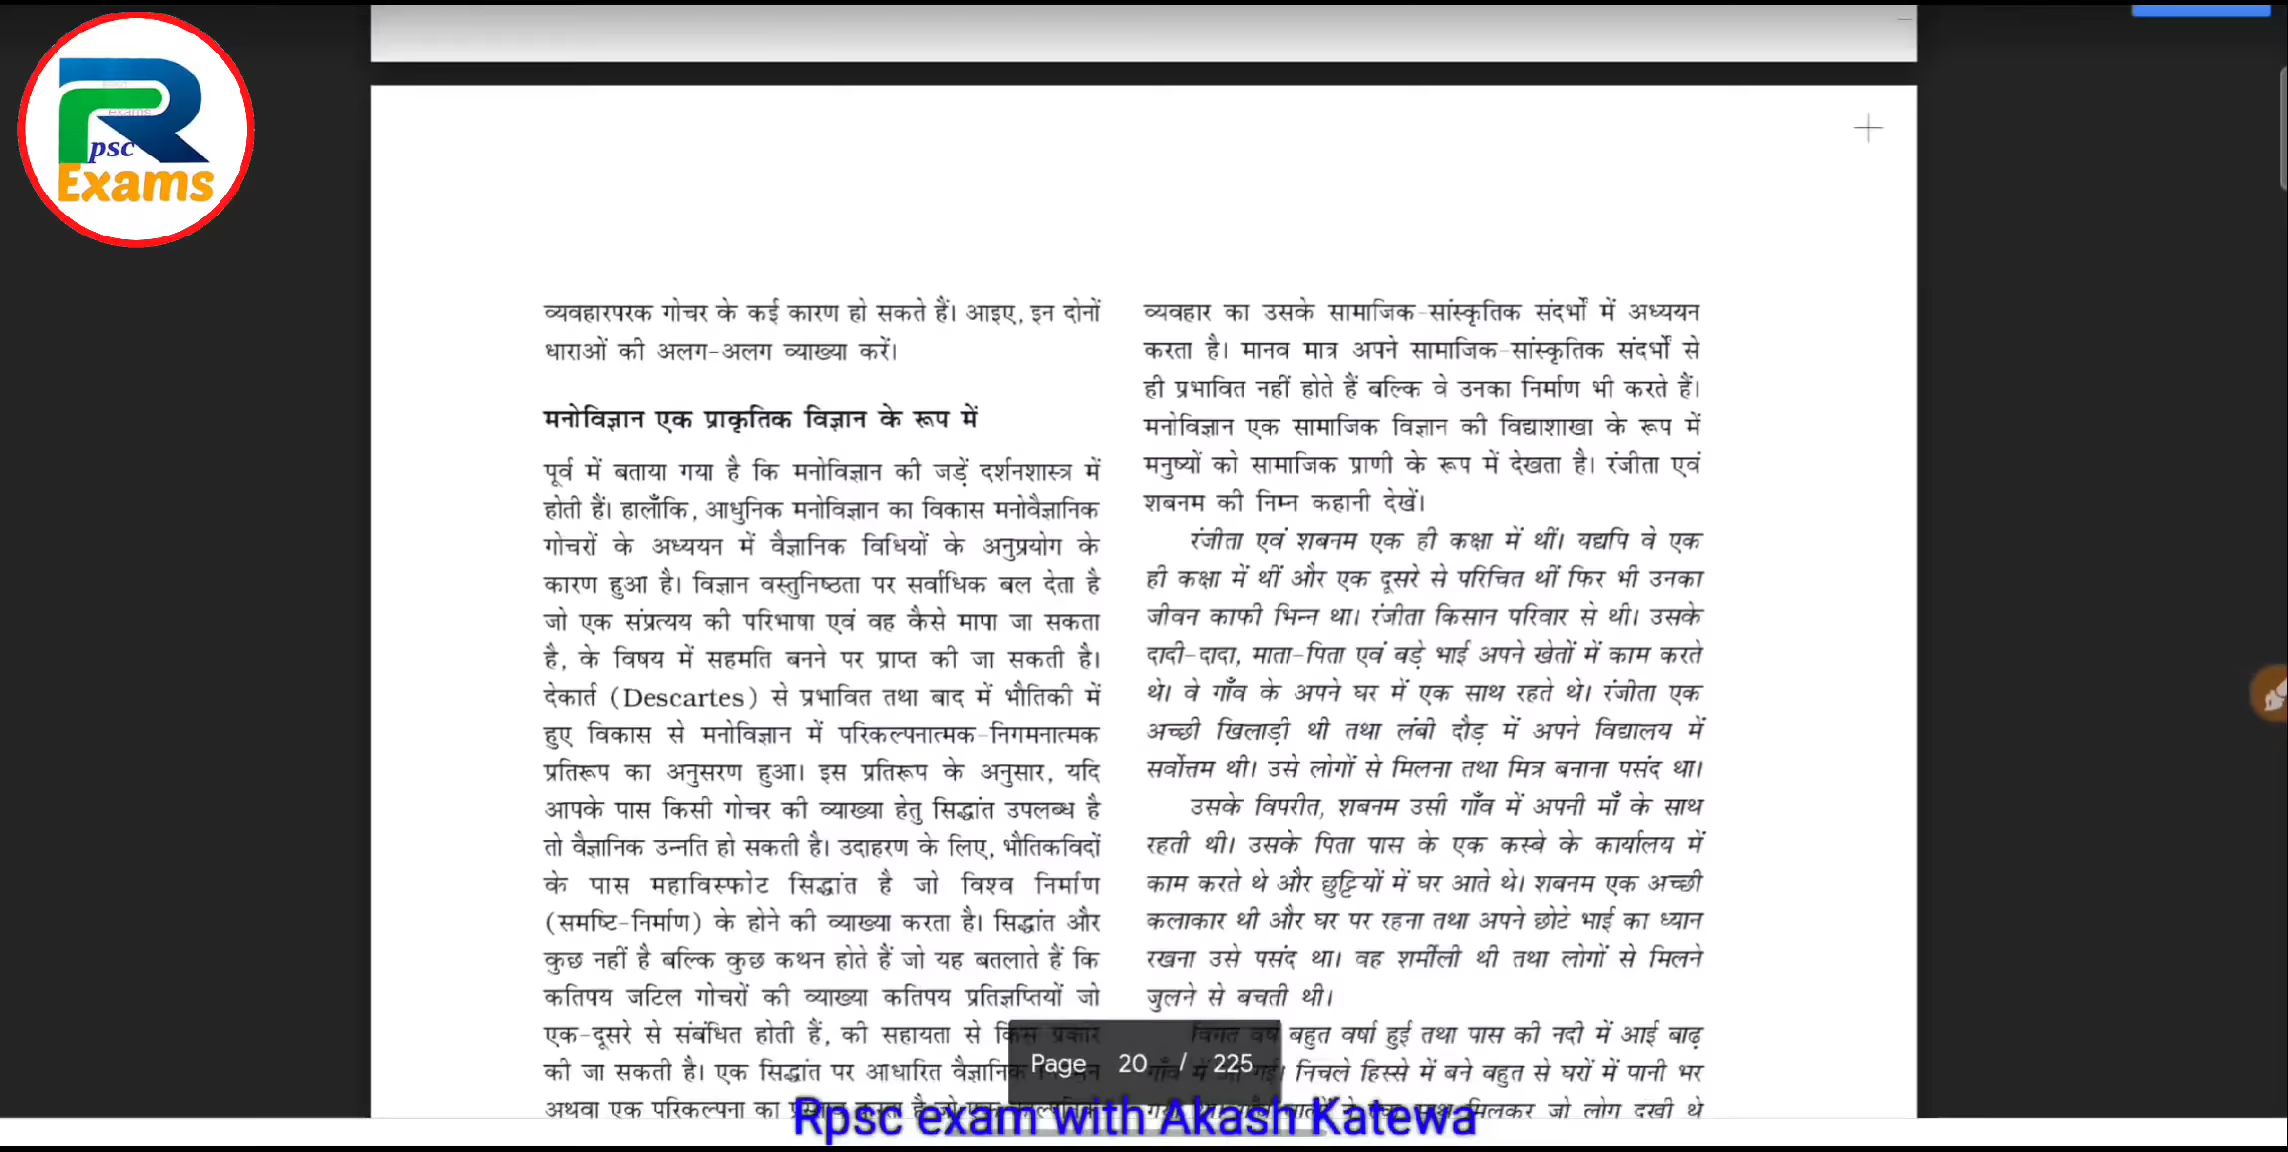 R
psc
Exams
व्यवहारपरक गोचर के कई कारण हो सकते हैं। आइए, इन दोनों
धाराओं की अलग-अलग व्याख्या करें।
मनोविज्ञान एक प्राकृतिक विज्ञान के रूप में
पूर्व में बताया गया है कि मनोविज्ञान की जड़ें दर्शनशास्त्र में
होती हैं। हालाँकि, आधुनिक मनोविज्ञान का विकास मनोवैज्ञानिक
गोचरों के अध्ययन में वैज्ञानिक विधियों के अनुप्रयोग के
कारण हुआ है। विज्ञान वस्तुनिष्ठता पर सर्वाधिक बल देता है
जो एक संप्रत्यय की परिभाषा एवं वह कैसे मापा जा सकता
है, के विषय में सहमति बनने पर प्राप्त की जा सकती है।
देकार्त (Descartes) से प्रभावित तथा बाद में भौतिकी में
हुए विकास से मनोविज्ञान में परिकल्पनात्मक-निगमनात्मक
प्रतिरूप का अनुसरण हुआ। इस प्रतिरूप के अनुसार, यदि
आपके पास किसी गोचर की व्याख्या हेतु सिद्धांत उपलब्ध है
तो वैज्ञानिक उन्नति हो सकती है। उदाहरण के लिए, भौतिकविदों
के पास महाविस्फोट सिद्धांत है जो विश्व निर्माण
(समष्टि-निर्माण) के होने की व्याख्या करता है। सिद्धांत और
कुछ नहीं है बल्कि कुछ कथन होते हैं जो यह बतलाते हैं कि
कतिपय जटिल गोचरों की व्याख्या कतिपय प्रतिज्ञप्तियों जो
एक-दूसरे से संबंधित होती हैं, की सहायता से किस प्रकार
की जा सकती है। एक सिद्धांत पर आधारित
अथवा एक परिकल्पना का
व्यवहार का उसके सामाजिक-सांस्कृतिक संदर्भों में अध्ययन
करता है। मानव मात्र अपने सामाजिक-सांस्कृतिक संदर्भों से
ही प्रभावित नहीं होते हैं बल्कि वे उनका निर्माण भी करते हैं।
मनोविज्ञान एक सामाजिक विज्ञान की विद्याशाखा के रूप में
मनुष्यों को सामाजिक प्राणी के रूप में देखता है। रंजीता एवं
शबनम की निम्न कहानी देखें।
रंजीता एवं शबनम एक ही कक्षा में थीं। यद्यपि वे एक
ही कक्षा में थीं और एक दूसरे से परिचित थीं फिर भी उनका
जीवन काफी भिन्न था। रंजीता किसान परिवार से थी। उसके
दादी-दादा, माता-पिता एवं बड़े भाई अपने खेतों में काम करते
थे। वे गाँव के अपने घर में एक साथ रहते थे। रंजीता एक
अच्छी खिलाड़ी थी तथा लंबी दौड़ में अपने विद्यालय में
सर्वोत्तम थी। उसे लोगों से मिलना तथा मित्र बनाना पसंद था।
उसके विपरीत, शबनम उसी गाँव में अपनी माँ के साथ
रहती थी। उसके पिता पास के एक कस्बे के कार्यालय में
काम करते थे और छुट्टियों में घर आते थे। शबनम एक अच्छी
कलाकार थी और घर पर रहना तथा अपने छोटे भाई का ध्यान
रखना उसे पसंद था। वह शर्मीली थी तथा लोगों से मिलने
जुलने से बचती थी।
विगत वर्ष बहुत वर्षा हुई तथा पास की नदी में आई बाढ़
गाँव में आ गई। निचले हिस्से में बने बहुत से घरों में पानी भर
मिलकर जो लोग दुखी थे
Page 20 / 225
Rpsc exam with Akash Katewa